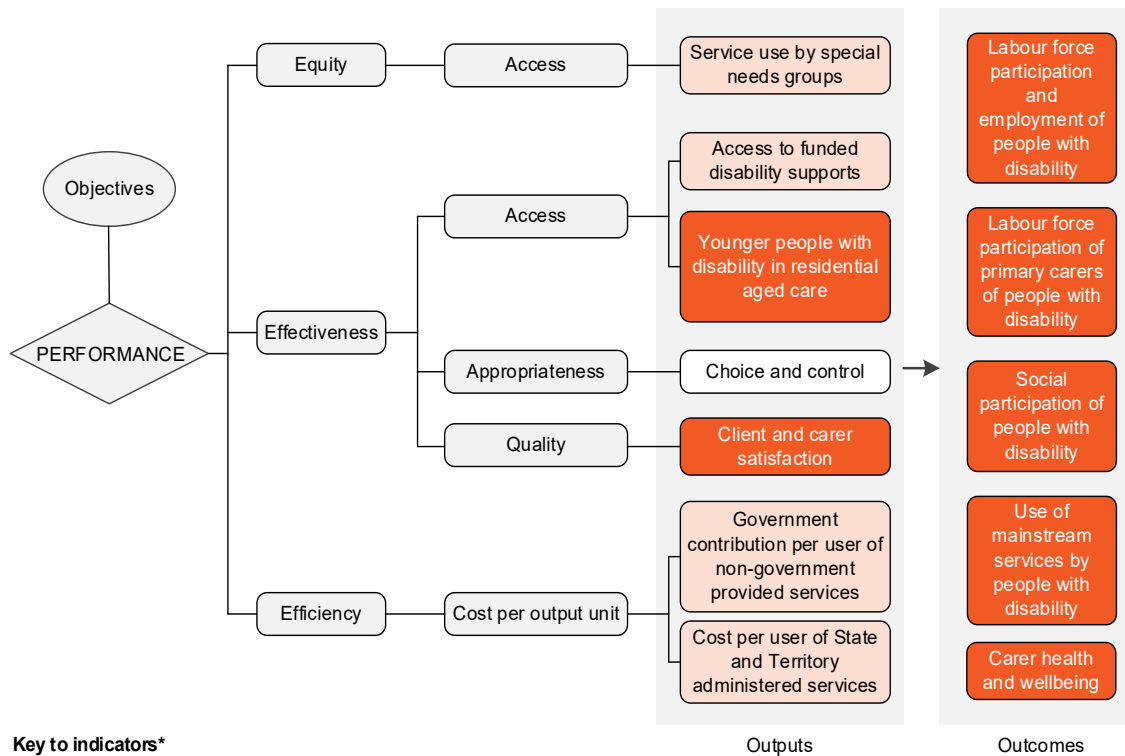 Objectives
PERFORMANCE
Equity
Access
Service use by special
needs groups
Effectiveness
Access
Access to funded
disability supports
Younger people with
disability in residential
aged care
Appropriateness
Choice and control
Quality
Client and carer
satisfaction
Efficiency
Cost per output unit
Government
contribution per user of
non-government
provided services
Cost per user of State
and Territory
administered services
Labour force
participation
and
employment of
people with
disability
Labour force
participation of
primary carers
of people with
disability
Social
participation of
people with
disability
Use of
mainstream
services by
people with
disability
Carer health
and wellbeing
Key to indicators*
Outputs
Outcomes